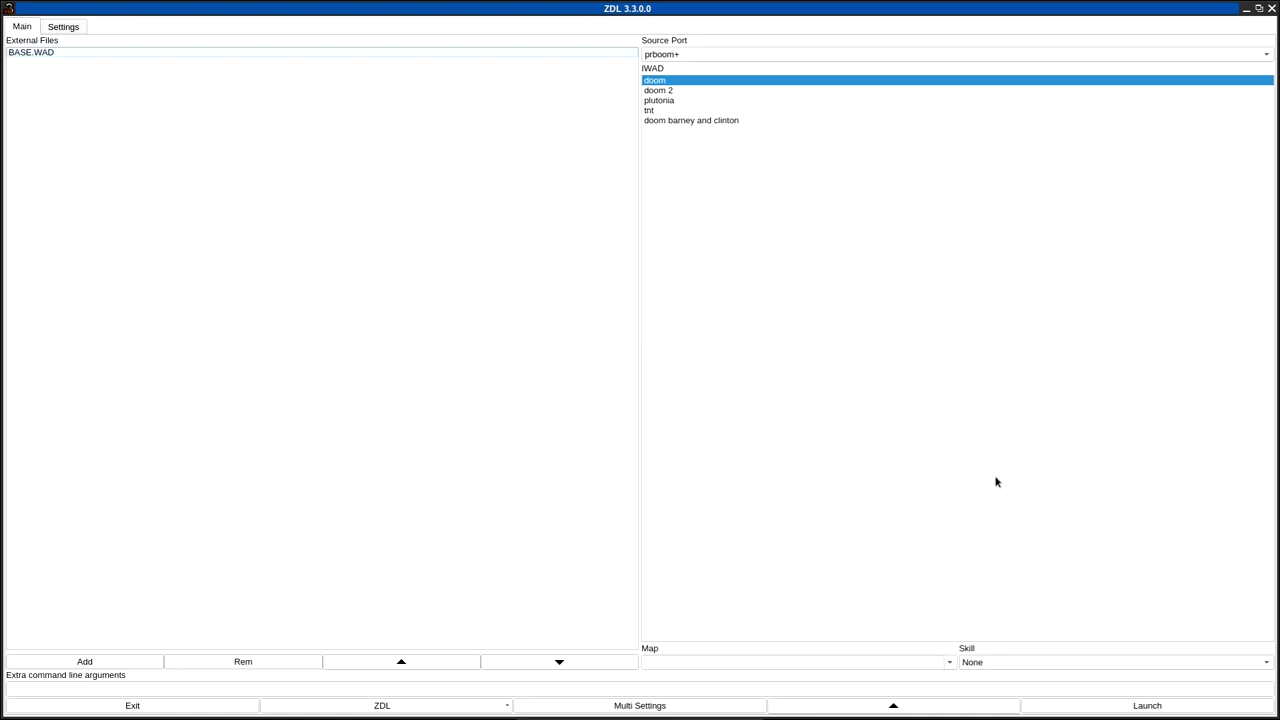 ZDL 3.3.0.0
Main
Settings
External Files
BASE.WAD
Source Port
prboom+
IWAD
doom
doom 2
plutonia
tnt
doom barney and clinton
Add
Rem
Map
Skill
None
Extra command line arguments
Exit
ZDL
Multi Settings
Launch